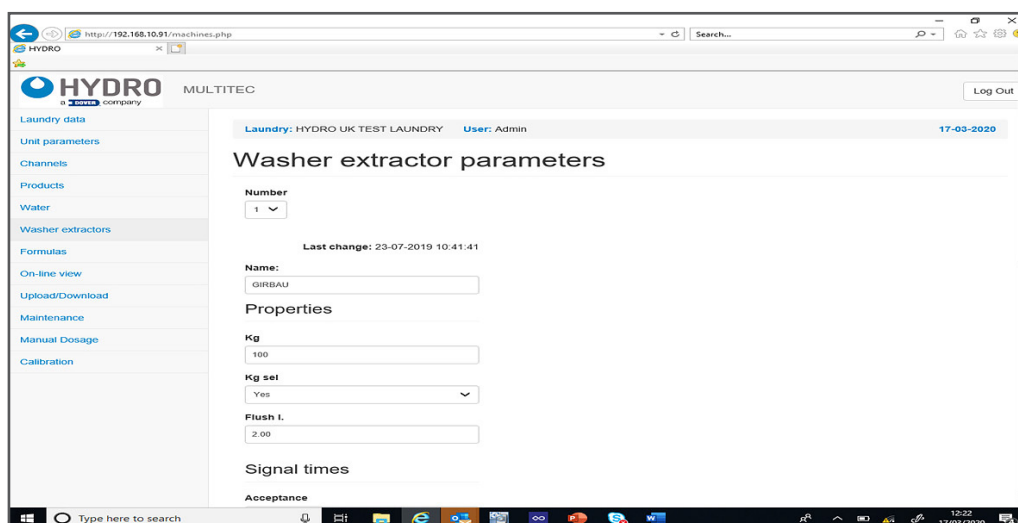 http://192.168.10.91/machines.php
Search...
HYDRO
HYDRO
a DOVER company
MULTITEC
Log Out
Laundry data
Unit parameters
Channels
Products
Water
Washer extractors
Formulas
On-line view
Upload/Download
Maintenance
Manual Dosage
Calibration
Laundry: HYDRO UK TEST LAUNDRY User: Admin
17-03-2020
Washer extractor parameters
Number
1
Last change: 23-07-2019 10:41:41
Name:
GIRBAU
Properties
Kg
100
Kg sel
Yes
Flush l.
2.00
Signal times
Acceptance
Type here to search
12:22
17/03/2020